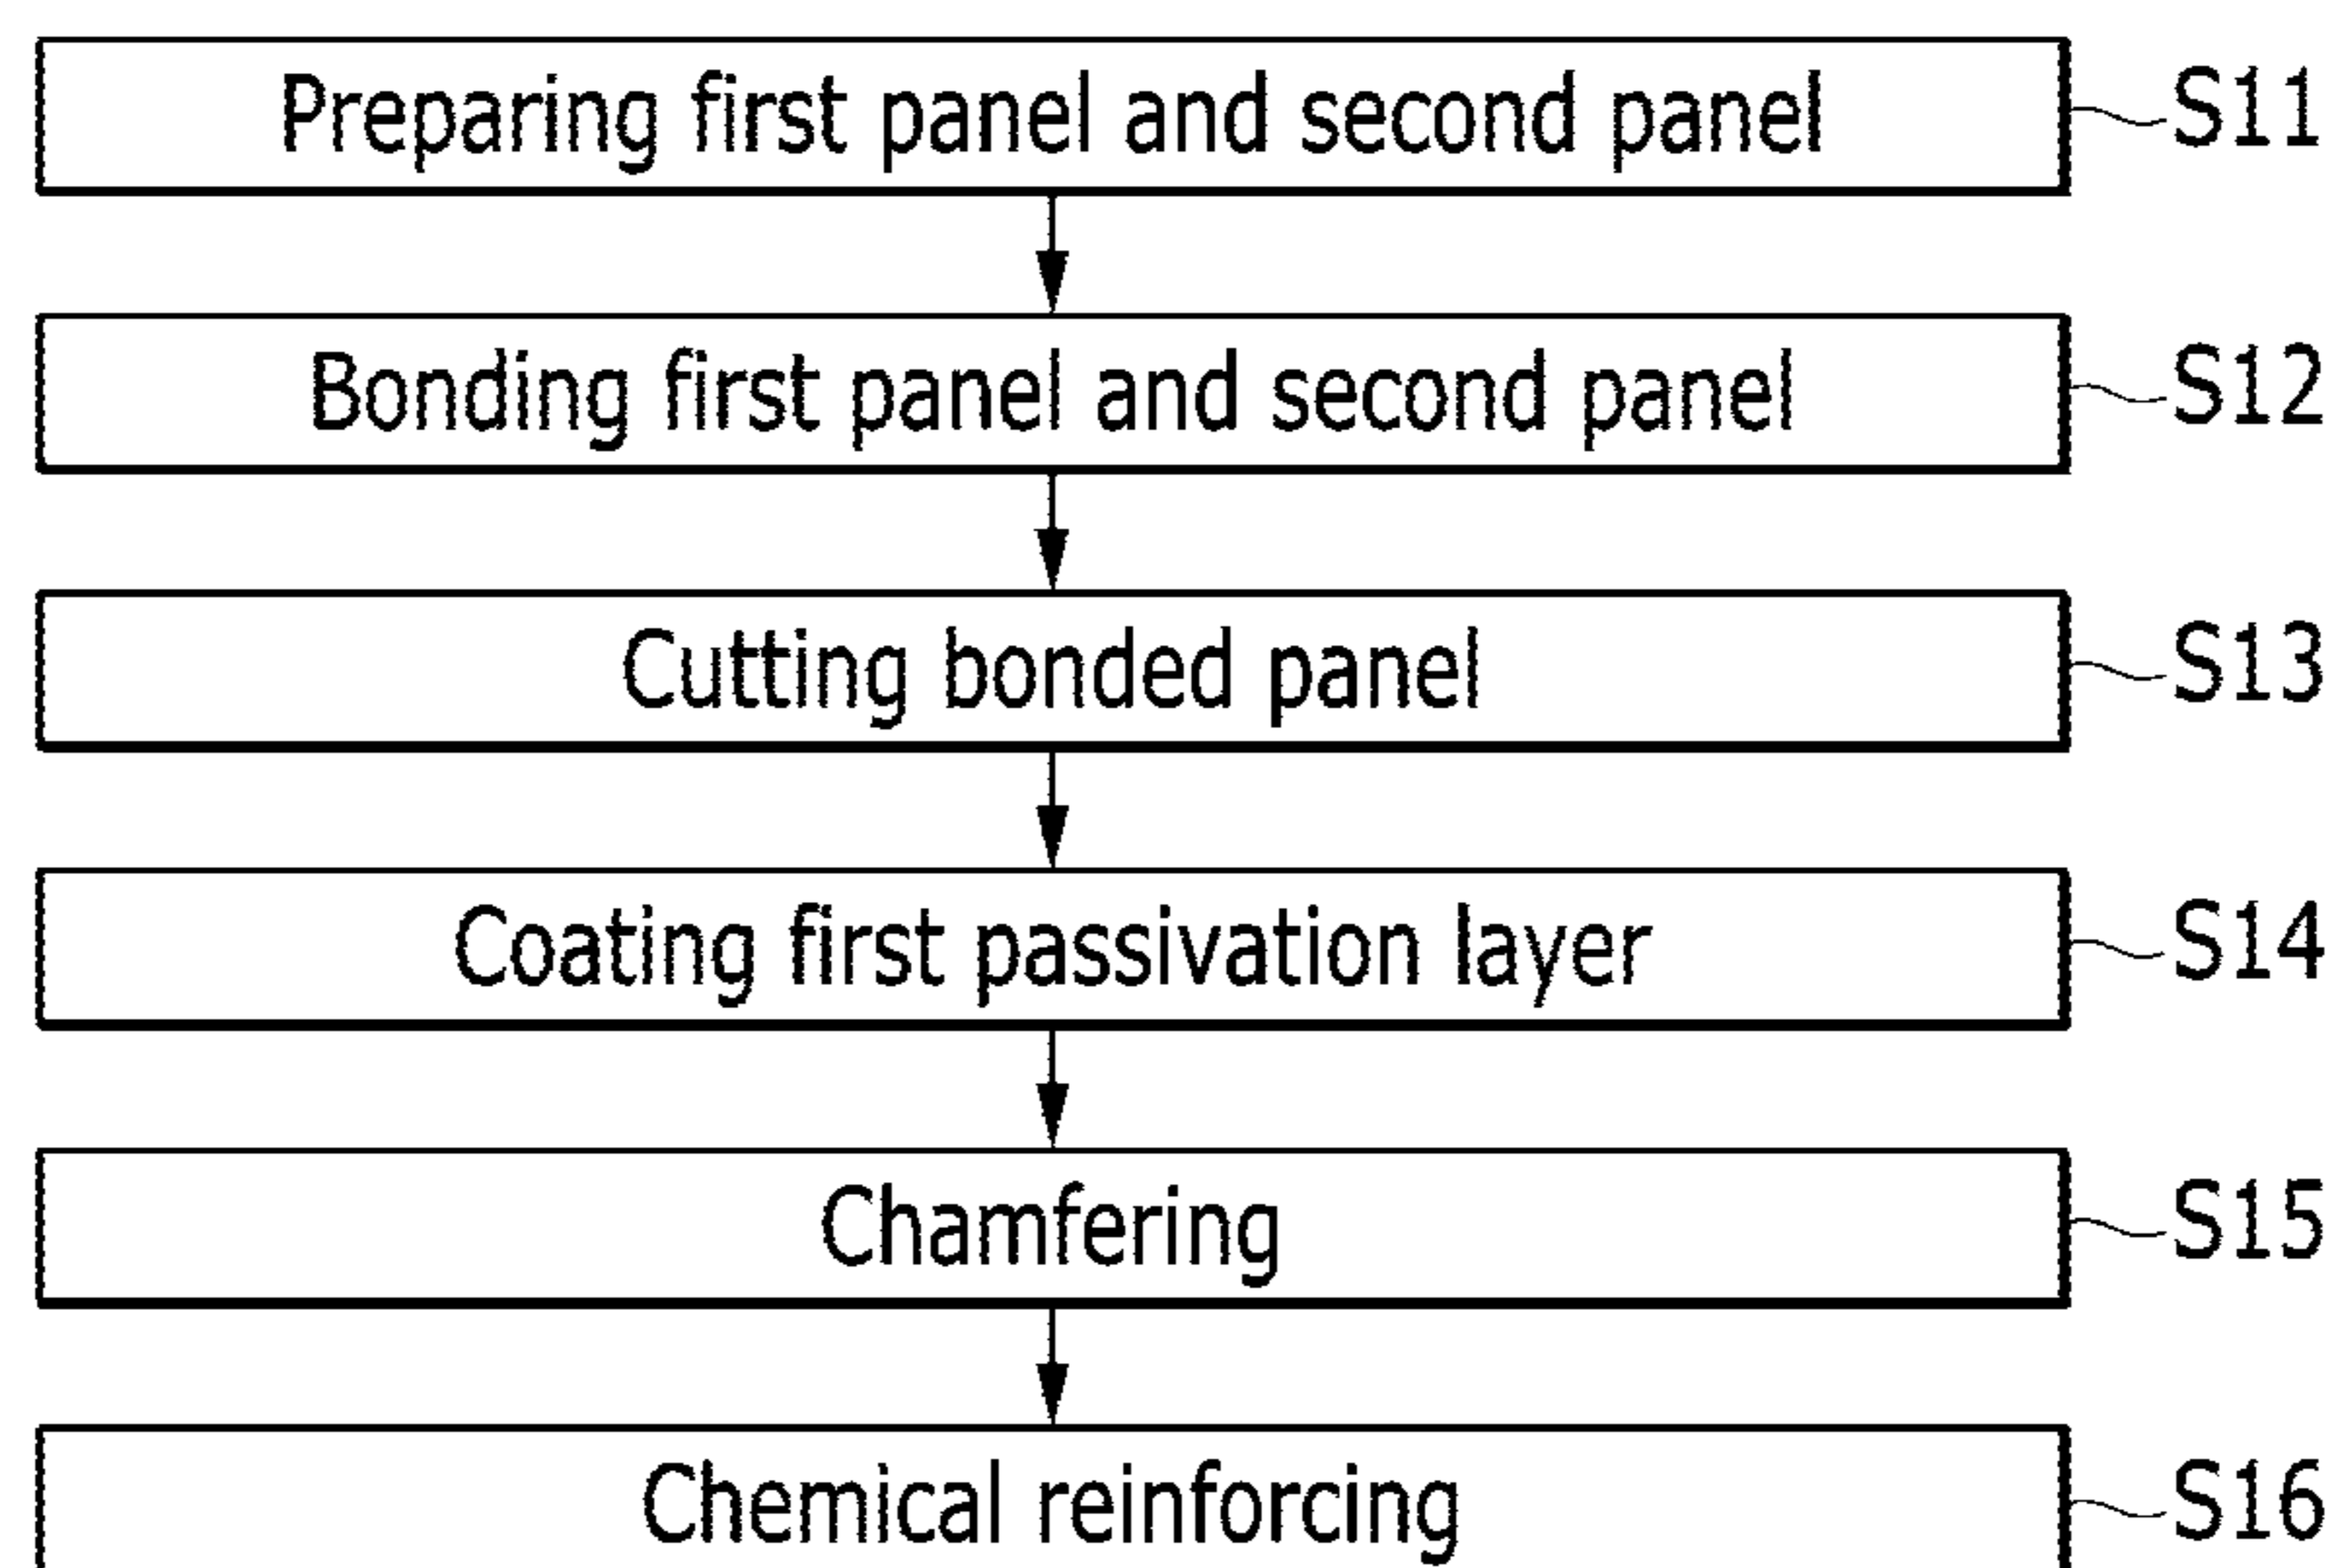 Preparing first panel and second panel S11
Bonding first panel and second panel S12
Cutting bonded panel S13
Coating first passivation layer S14
Chamfering S15
Chemical reinforcing S16